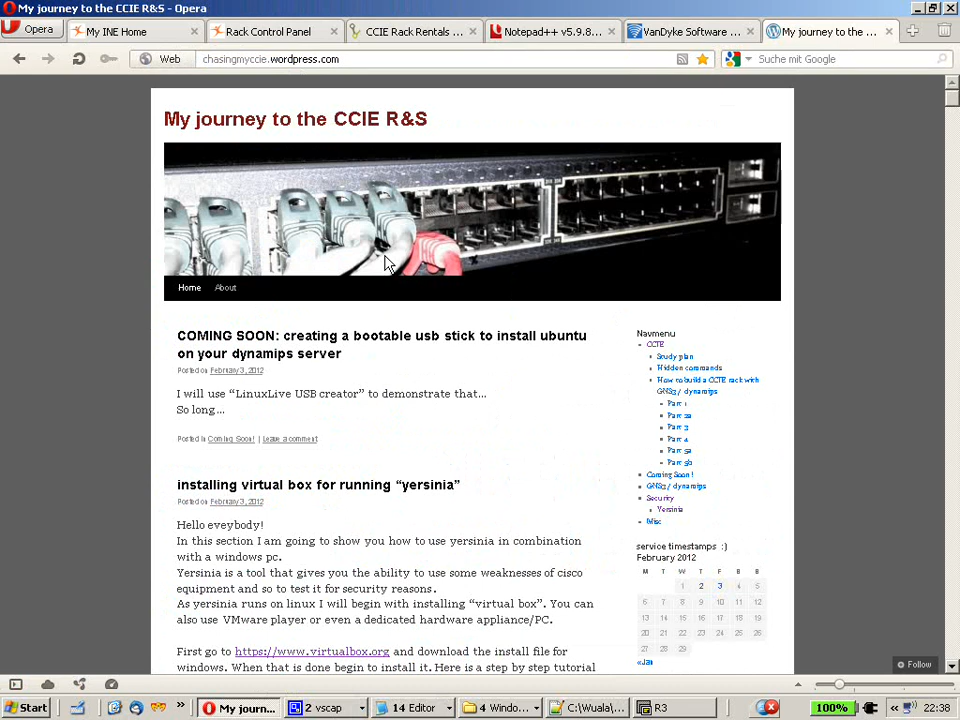 My journey to the CCIE R&S - Opera
Opera
My INE Home
Rack Control Panel
CCIE Rack Rentals ...
Notepad++ v5.9.8...
VanDyke Software ...
My journey to the ...
Web
chasingmyccie.wordpress.com
Suche mit Google
My journey to the CCIE R&S
Home
About
COMING SOON: creating a bootable usb stick to install ubuntu
on your dynamips server
Posted on February 3, 2012
I will use “LinuxLive USB creator” to demonstrate that…
So long…
Posted in Coming Soon! | Leave a comment
installing virtual box for running “yersinia”
Posted on February 3, 2012
Hello eveybody!
In this section I am going to show you how to use yersinia in combination
with a windows pc.
Yersinia is a tool that gives you the ability to use some weaknesses of cisco
equipment and so to test it for security reasons.
As yersinia runs on linux I will begin with installing “virtual box”. You can
also use VMware player or even a dedicated hardware appliance/PC.
First go to https://www.virtualbox.org and download the install file for
windows. When that is done begin to install it. Here is a step by step tutorial
Navmenu
CCIE
Study plan
Hidden commands
How to build a CCIE rack with
GNS3 / dynamips
Part 1
Part 2a
Part 3
Part 4
Part 5a
Part 5b
Coming Soon!
GNS3 / dynamips
Security
Yersinia
Misc
service timestamps :)
February 2012
M T W T F S S
1 2 3 4 5
6 7 8 9 10 11 12
13 14 15 16 17 18 19
20 21 22 23 24 25 26
27 28 29
« Jan
Follow
Start
My journ...
2 vscap
14 Editor
4 Window...
C:\Wuala\...
R3
100%
22:38